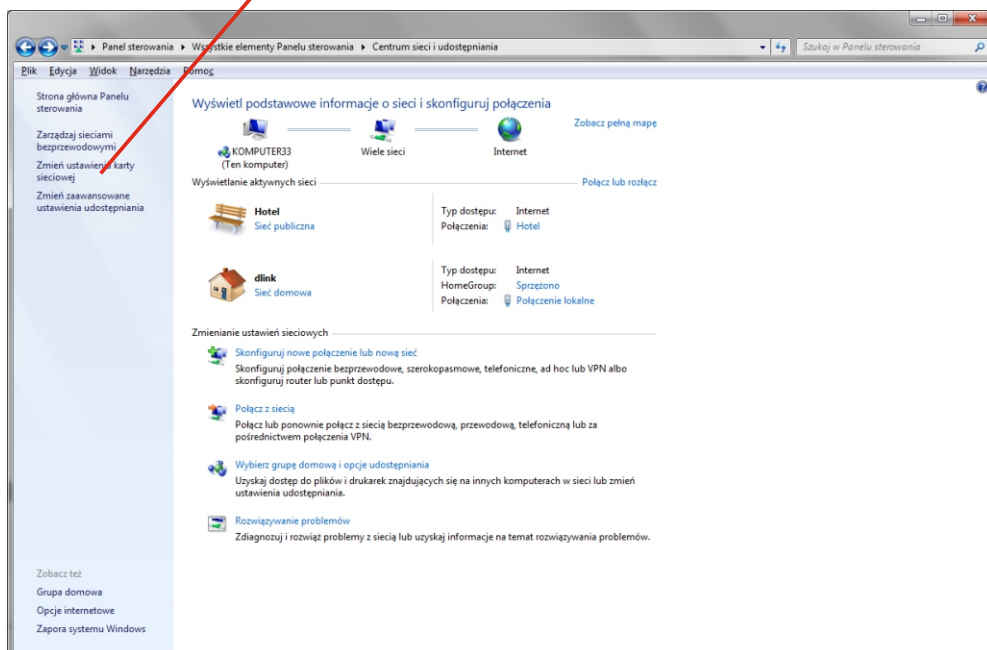 Panel sterowania ▸ Wszystkie elementy Panelu sterowania ▸ Centrum sieci i udostępniania
Szukaj w Panelu sterowania
Plik Edycja Widok Narzędzia Pomoc
Strona główna Panelu
sterowania
Zarządzaj sieciami
bezprzewodowymi
Zmień ustawienia karty
sieciowej
Zmień zaawansowane
ustawienia udostępniania
Zobacz też
Grupa domowa
Opcje internetowe
Zapora systemu Windows
Wyświetl podstawowe informacje o sieci i skonfiguruj połączenia
Zobacz pełną mapę
KOMPUTER33
(Ten komputer)
Wiele sieci
Internet
Wyświetlanie aktywnych sieci
Połącz lub rozłącz
Hotel
Sieć publiczna
Typ dostępu: Internet
Połączenia: Hotel
dlink
Sieć domowa
Typ dostępu: Internet
HomeGroup: Sprzężono
Połączenia: Połączenie lokalne
Zmienianie ustawień sieciowych
Skonfiguruj nowe połączenie lub nową sieć
Skonfiguruj połączenie bezprzewodowe, szerokopasmowe, telefoniczne, ad hoc lub VPN albo
skonfiguruj router lub punkt dostępu.
Połącz z siecią
Połącz lub ponownie połącz z siecią bezprzewodową, przewodową, telefoniczną lub za
pośrednictwem połączenia VPN.
Wybierz grupę domową i opcje udostępniania
Uzyskaj dostęp do plików i drukarek znajdujących się na innych komputerach w sieci lub zmień
ustawienia udostępniania.
Rozwiązywanie problemów
Zdiagnozuj i rozwiąż problemy z siecią lub uzyskaj informacje na temat rozwiązywania problemów.